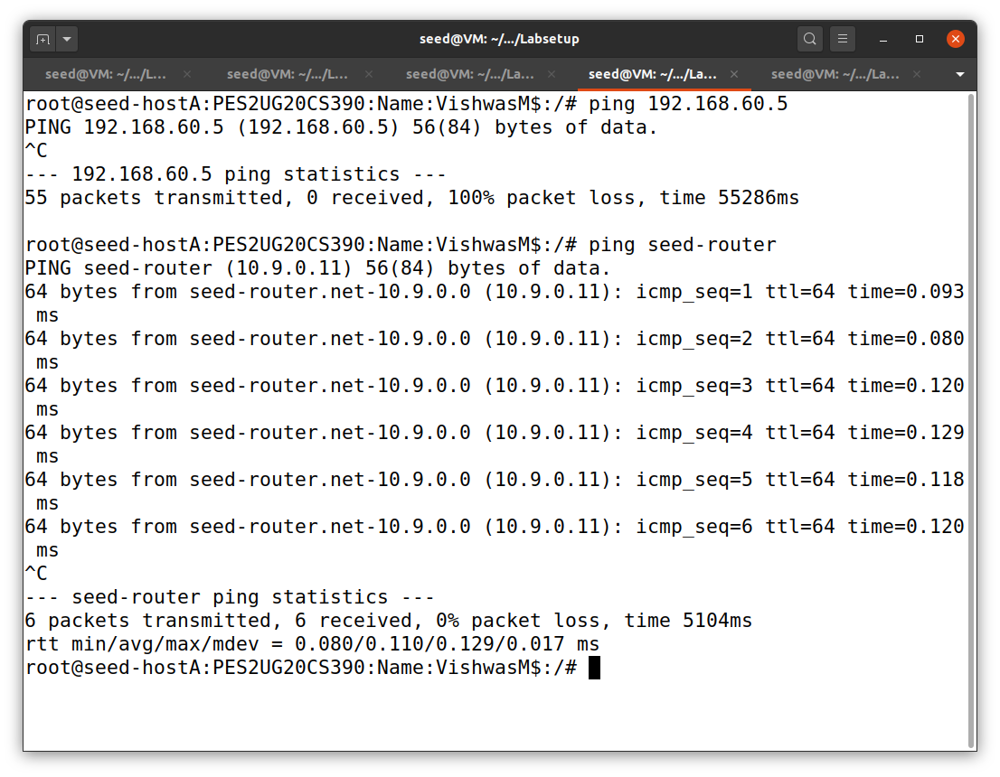 seed@VM: ~/.../Labsetup
seed@VM: ~/.../L... seed@VM: ~/.../L... seed@VM: ~/.../La... seed@VM: ~/.../La... seed@VM: ~/.../La...
root@seed-hostA:PES2UG20CS390:Name:VishwasM$:/# ping 192.168.60.5
PING 192.168.60.5 (192.168.60.5) 56(84) bytes of data.
^C
--- 192.168.60.5 ping statistics ---
55 packets transmitted, 0 received, 100% packet loss, time 55286ms

root@seed-hostA:PES2UG20CS390:Name:VishwasM$:/# ping seed-router
PING seed-router (10.9.0.11) 56(84) bytes of data.
64 bytes from seed-router.net-10.9.0.0 (10.9.0.11): icmp_seq=1 ttl=64 time=0.093
 ms
64 bytes from seed-router.net-10.9.0.0 (10.9.0.11): icmp_seq=2 ttl=64 time=0.080
 ms
64 bytes from seed-router.net-10.9.0.0 (10.9.0.11): icmp_seq=3 ttl=64 time=0.120
 ms
64 bytes from seed-router.net-10.9.0.0 (10.9.0.11): icmp_seq=4 ttl=64 time=0.129
 ms
64 bytes from seed-router.net-10.9.0.0 (10.9.0.11): icmp_seq=5 ttl=64 time=0.118
 ms
64 bytes from seed-router.net-10.9.0.0 (10.9.0.11): icmp_seq=6 ttl=64 time=0.120
 ms
^C
--- seed-router ping statistics ---
6 packets transmitted, 6 received, 0% packet loss, time 5104ms
rtt min/avg/max/mdev = 0.080/0.110/0.129/0.017 ms
root@seed-hostA:PES2UG20CS390:Name:VishwasM$:/#